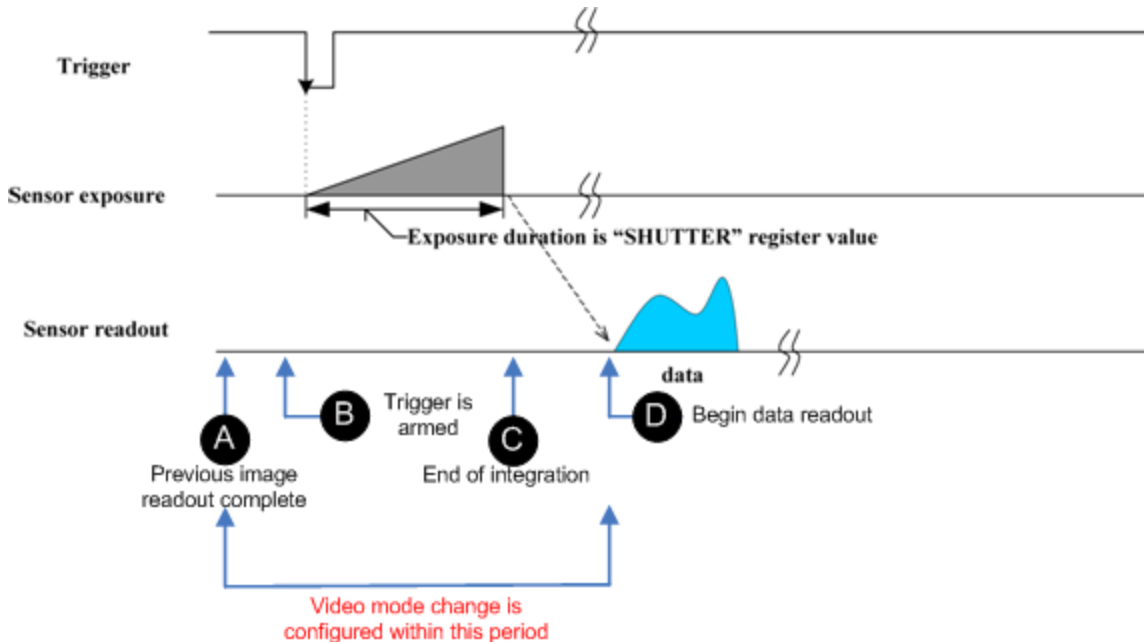 Trigger
Sensor exposure
Exposure duration is “SHUTTER” register value
Sensor readout
data
A
Previous image
readout complete
B
Trigger is
armed
C
End of integration
D
Begin data readout
Video mode change is
configured within this period